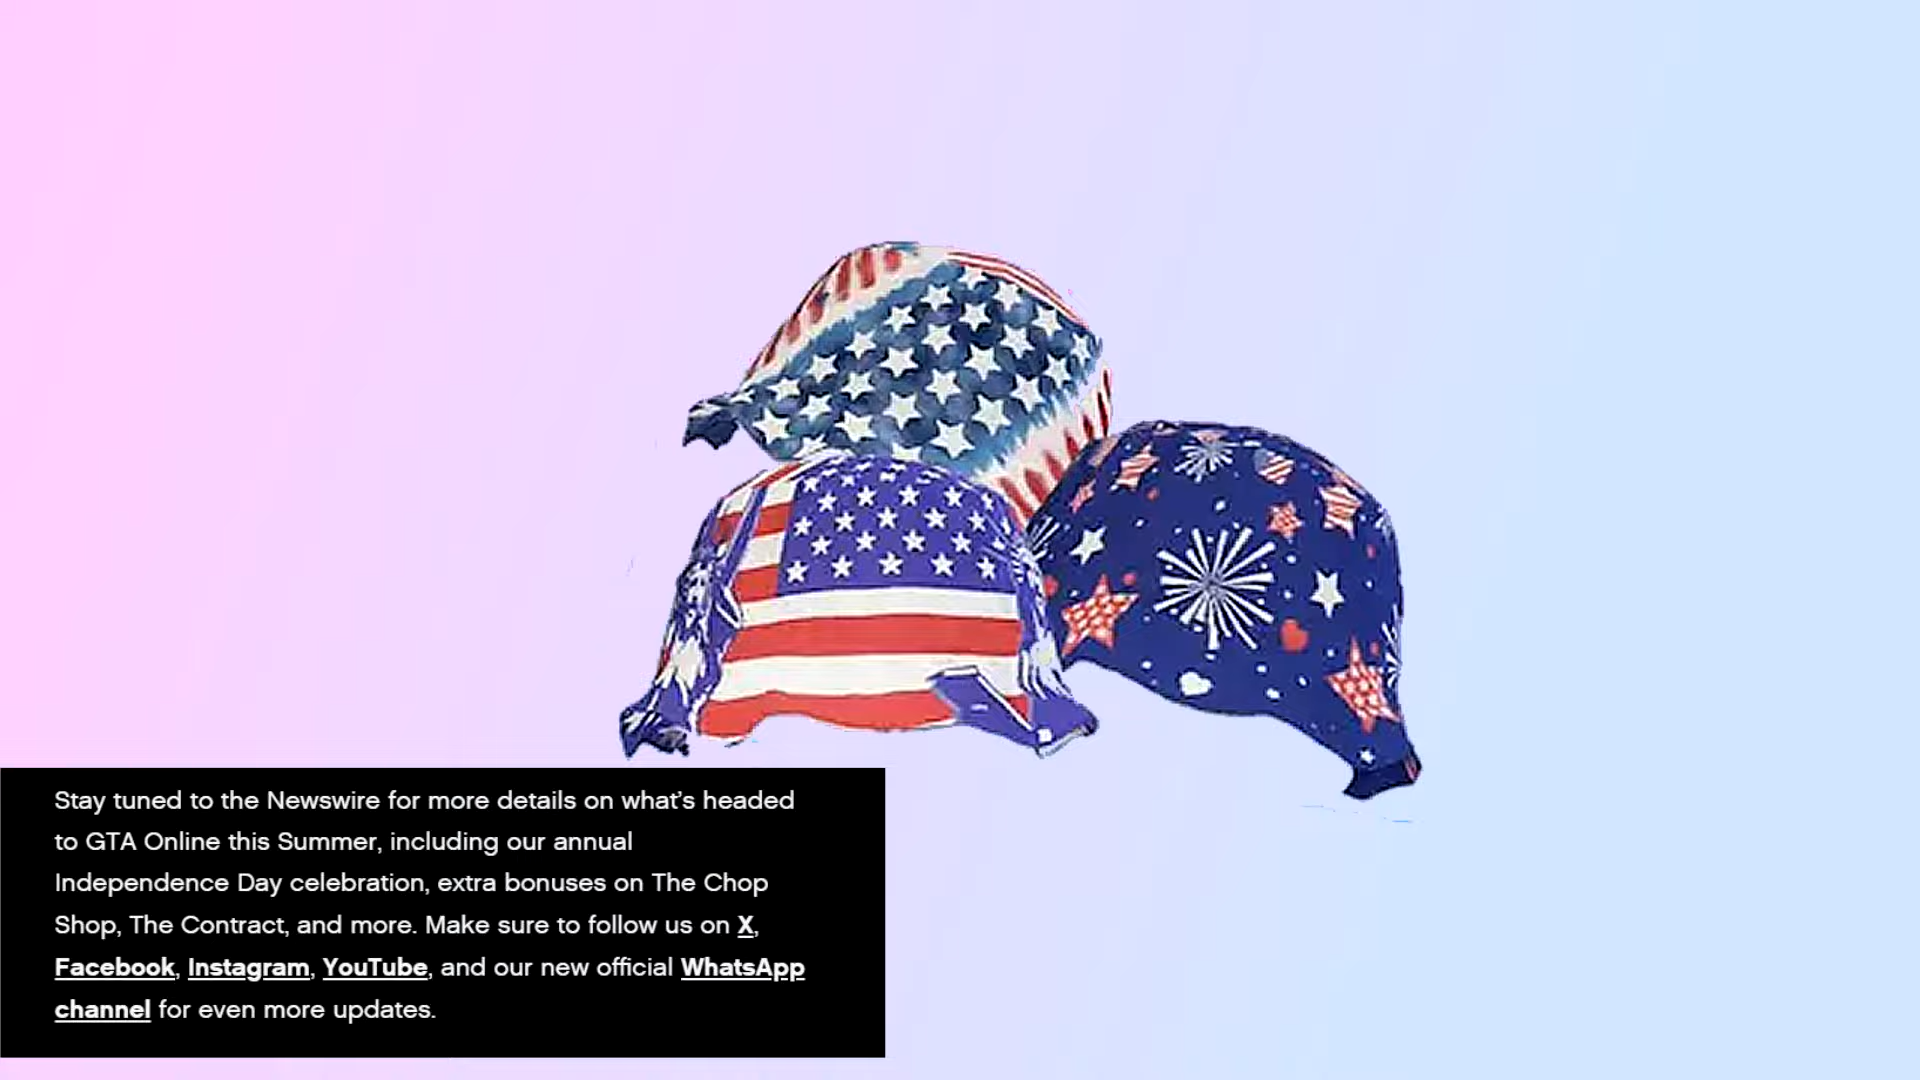 Stay tuned to the Newswire for more details on what’s headed
to GTA Online this Summer, including our annual
Independence Day celebration, extra bonuses on The Chop
Shop, The Contract, and more. Make sure to follow us on X,
Facebook, Instagram, YouTube, and our new official WhatsApp
channel for even more updates.